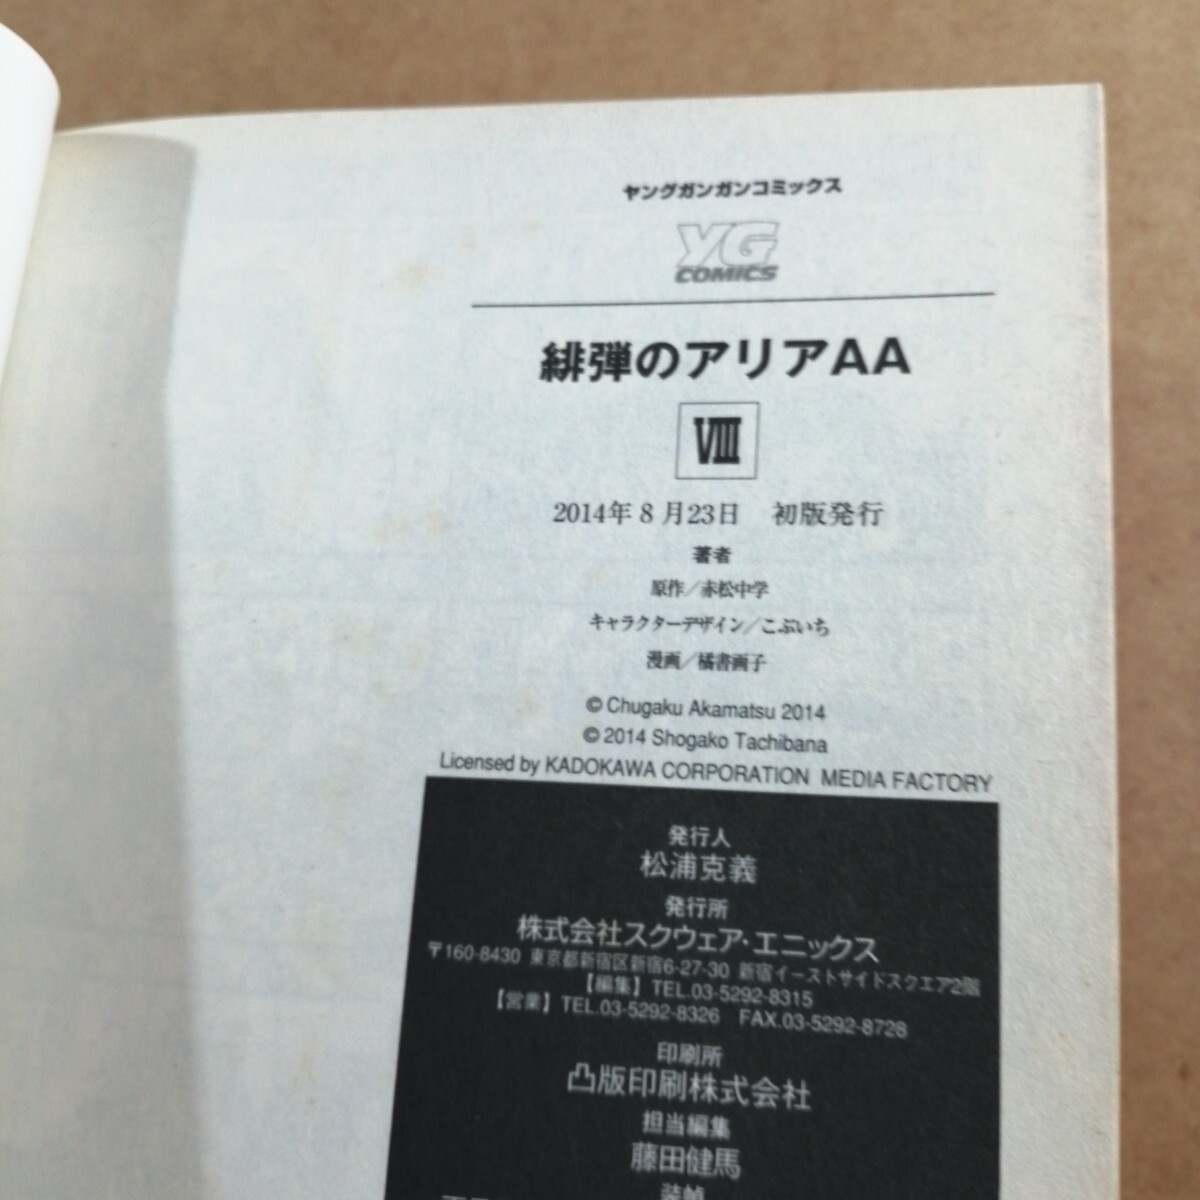 ヤングガンガンコミックス
YG
COMICS
緋弾のアリアAA
Ⅷ
2014年8月23日 初版発行
著者
原作／赤松中学
キャラクターデザイン／こぶいち
漫画／橘書画子
© Chugaku Akamatsu 2014
© 2014 Shogako Tachibana
Licensed by KADOKAWA CORPORATION MEDIA FACTORY
発行人
松浦克義
発行所
株式会社スクウェア・エニックス
〒160-8430 東京都新宿区新宿6-27-30 新宿イーストサイドスクエア2階
【編集】TEL.03-5292-8315
【営業】TEL.03-5292-8326 FAX.03-5292-8728
印刷所
凸版印刷株式会社
担当編集
藤田健馬
装幀